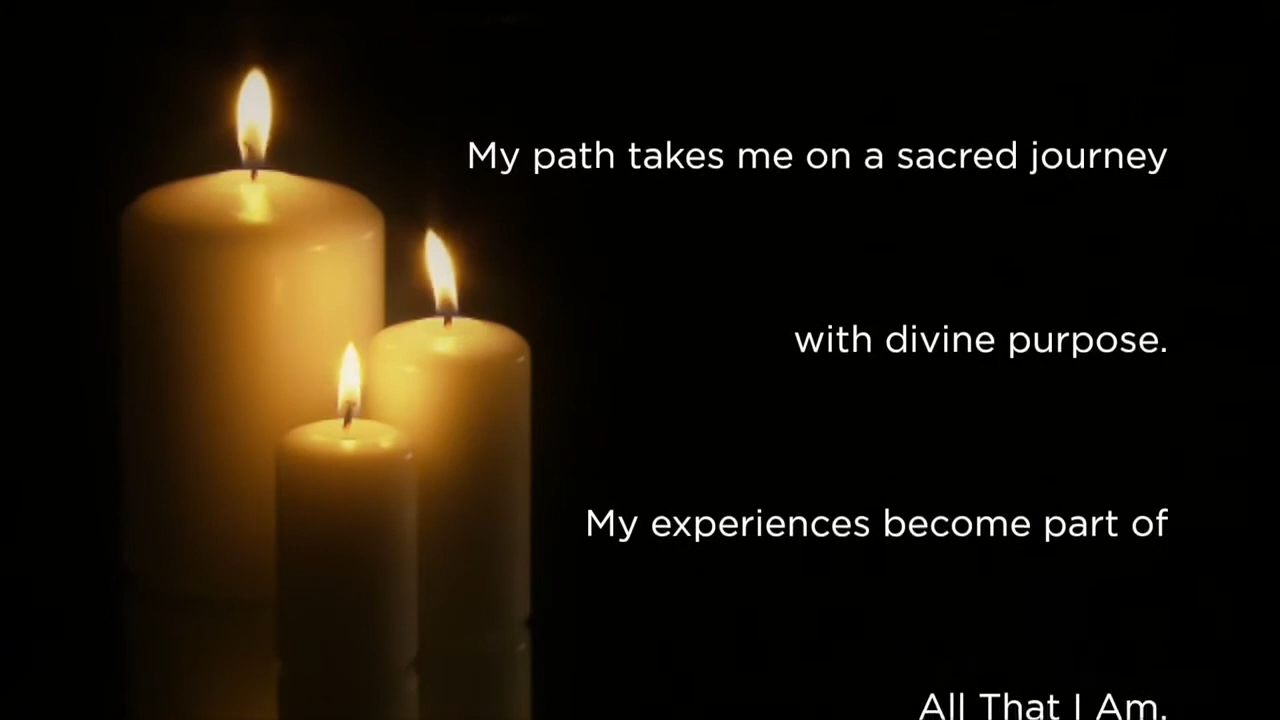 My path takes me on a sacred journey
with divine purpose.
My experiences become part of
All That I Am.